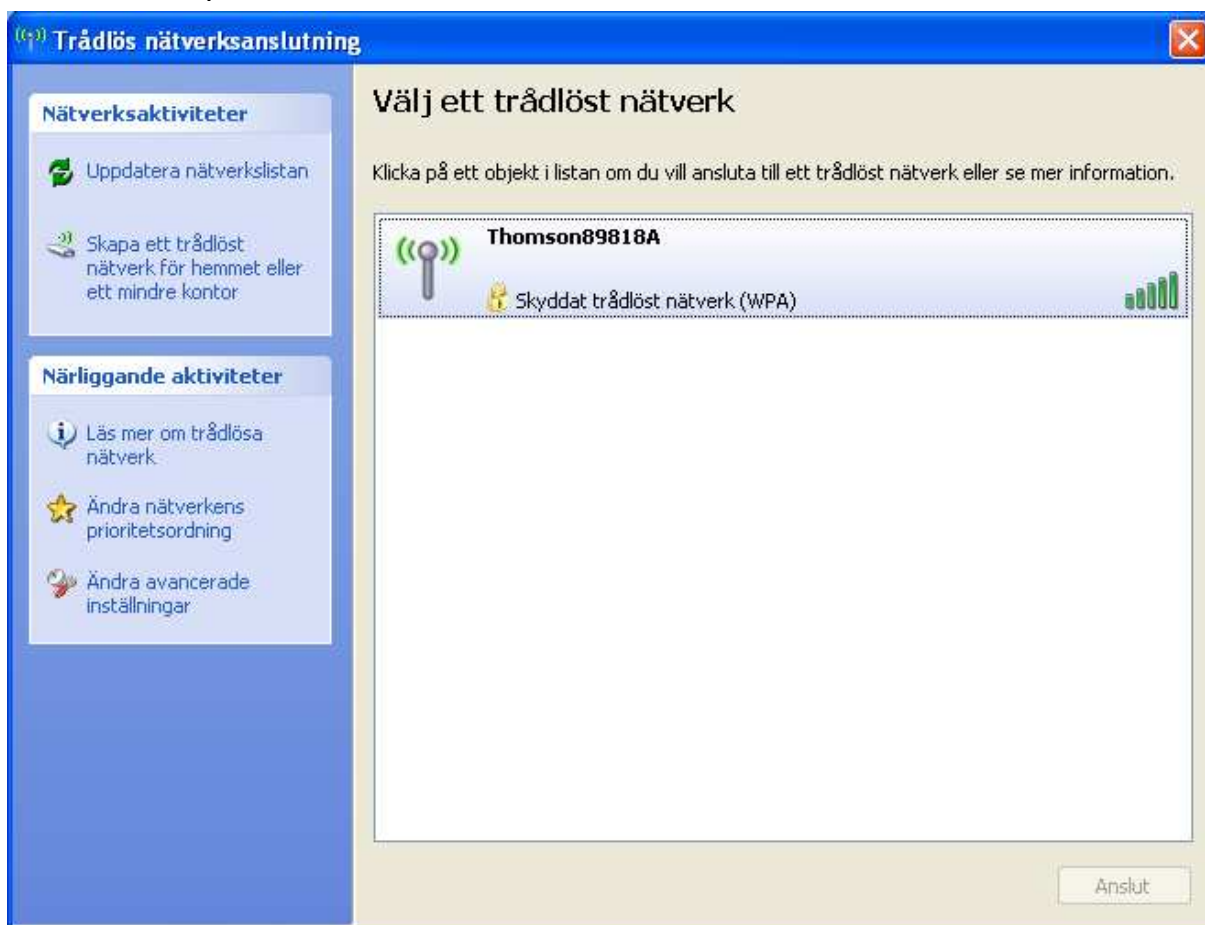 Trådlös nätverksanslutning
Nätverksaktiviteter
Uppdatera nätverkslistan
Skapa ett trådlöst
nätverk för hemmet eller
ett mindre kontor
Närliggande aktiviteter
Läs mer om trådlösa
nätverk
Ändra nätverkens
prioritetsordning
Ändra avancerade
inställningar
Välj ett trådlöst nätverk
Klicka på ett objekt i listan om du vill ansluta till ett trådlöst nätverk eller se mer information.
Thomson89818A
Skyddat trådlöst nätverk (WPA)
Anslut